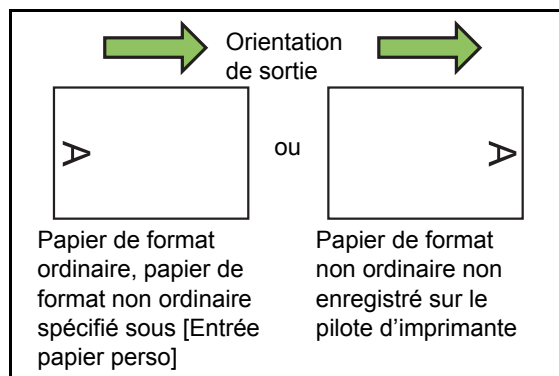 Orientation
de sortie
A
ou
A
Papier de format
ordinaire, papier de
format non ordinaire
spécifié sous [Entrée
papier perso]
Papier de format
non ordinaire non
enregistré sur le
pilote d'imprimante